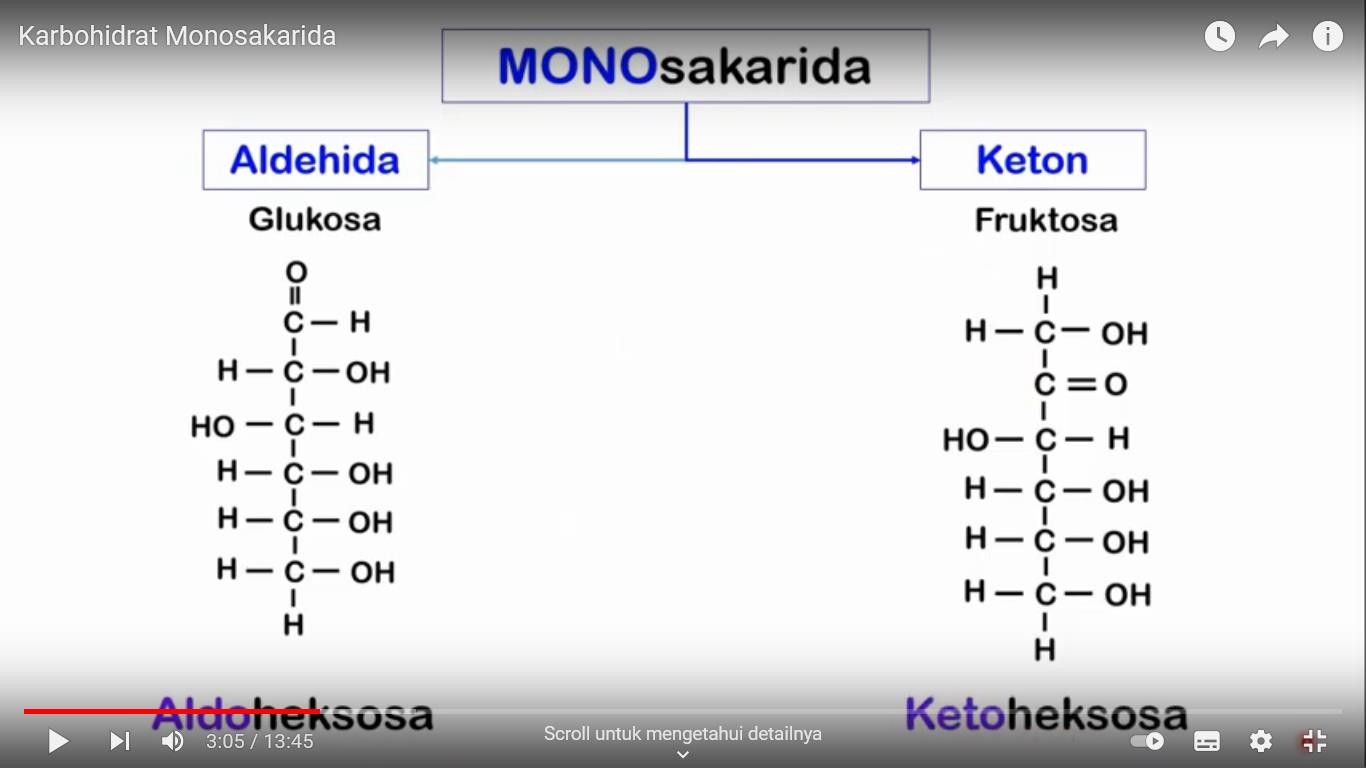 Karbohidrat Monosakarida
MONOsakarida
Aldehida
Keton
Glukosa
Fruktosa
O
||
C — H
|
H — C — OH
|
HO — C — H
|
H — C — OH
|
H — C — OH
|
H — C — OH
|
H
H
|
H — C — OH
|
C = O
|
HO — C — H
|
H — C — OH
|
H — C — OH
|
H — C — OH
|
H
Aldoheksosa
Ketoheksosa
3:05 / 13:45
Scroll untuk mengetahui detailnya